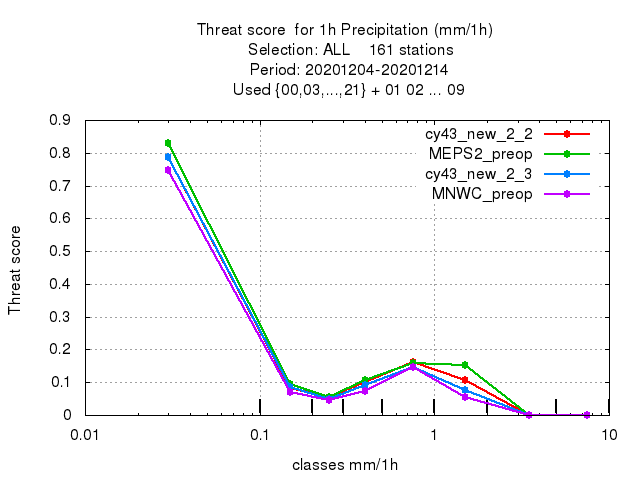 Threat score  for 1h Precipitation (mm/1h)
Selection: ALL    161 stations
Period: 20201204-20201214
Used {00,03,...,21} + 01 02 ... 09
0.9
0.8
0.7
0.6
0.5
0.4
0.3
0.2
0.1
0
Threat score
cy43_new_2_2
MEPS2_preop
cy43_new_2_3
MNWC_preop
0.01 0.1 1 10
classes mm/1h